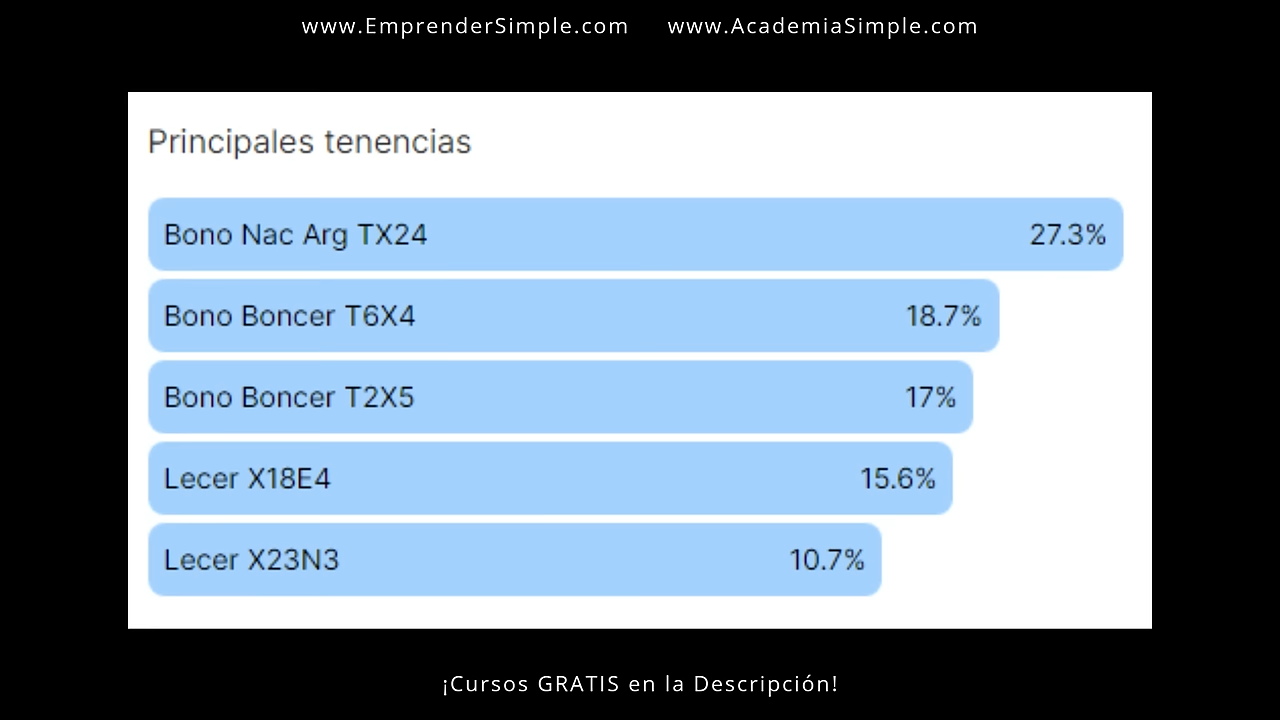 www.EmprenderSimple.com www.AcademiaSimple.com
Principales tenencias
Bono Nac Arg TX24 27.3%
Bono Boncer T6X4 18.7%
Bono Boncer T2X5 17%
Lecer X18E4 15.6%
Lecer X23N3 10.7%
¡Cursos GRATIS en la Descripción!